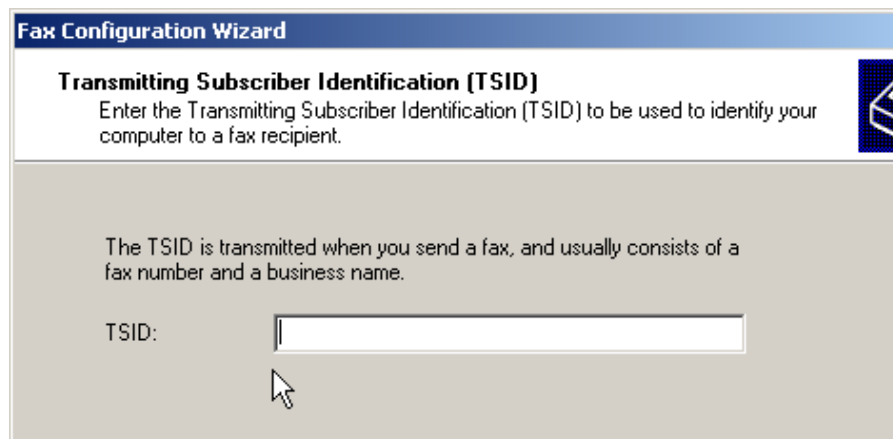 Fax Configuration Wizard
Transmitting Subscriber Identification (TSID)
Enter the Transmitting Subscriber Identification (TSID) to be used to identify your
computer to a fax recipient.
The TSID is transmitted when you send a fax, and usually consists of a
fax number and a business name.
TSID: